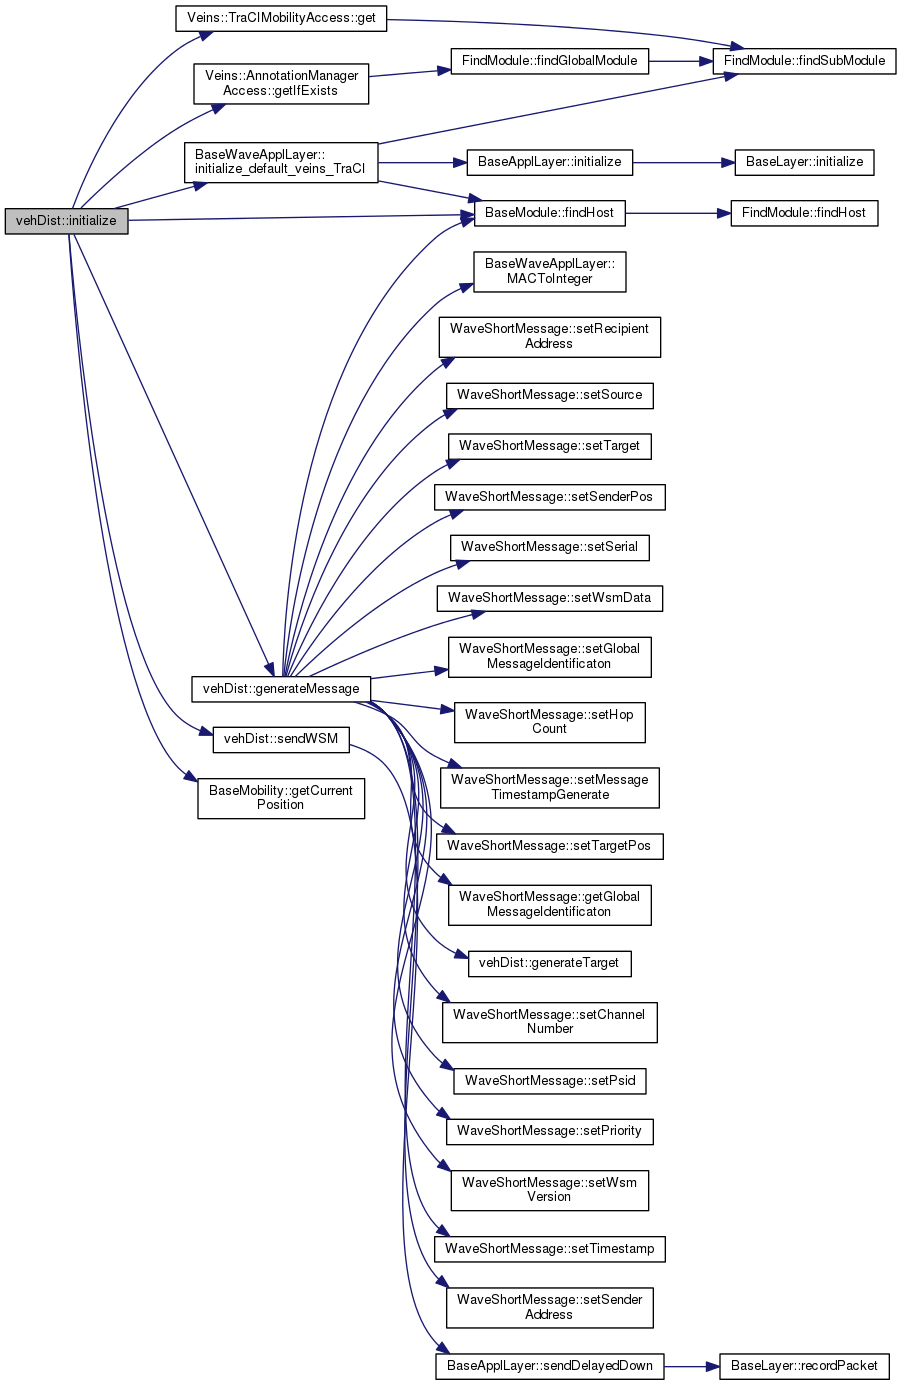 Veins::TraCIMobilityAccess::get
FindModule::findGlobalModule
FindModule::findSubModule
Veins::AnnotationManager
Access::getIfExists
BaseWaveApplLayer::
initialize_default_veins_TraCI
BaseApplLayer::initialize
BaseLayer::initialize
vehDist::initialize
BaseModule::findHost
FindModule::findHost
BaseWaveApplLayer::
MACToInteger
WaveShortMessage::setRecipient
Address
WaveShortMessage::setSource
WaveShortMessage::setTarget
WaveShortMessage::setSenderPos
WaveShortMessage::setSerial
WaveShortMessage::setWsmData
WaveShortMessage::setGlobal
MessageIdentificaton
vehDist::generateMessage
WaveShortMessage::setHop
Count
vehDist::sendWSM
WaveShortMessage::setMessage
TimestampGenerate
BaseMobility::getCurrent
Position
WaveShortMessage::setTargetPos
WaveShortMessage::getGlobal
MessageIdentificaton
vehDist::generateTarget
WaveShortMessage::setChannel
Number
WaveShortMessage::setPsid
WaveShortMessage::setPriority
WaveShortMessage::setWsm
Version
WaveShortMessage::setTimestamp
WaveShortMessage::setSender
Address
BaseApplLayer::sendDelayedDown
BaseLayer::recordPacket